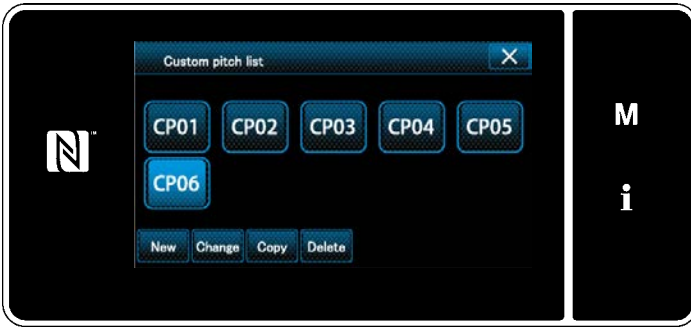 Custom pitch list
CP01 CP02 CP03 CP04 CP05
CP06
New Change Copy Delete
M
i